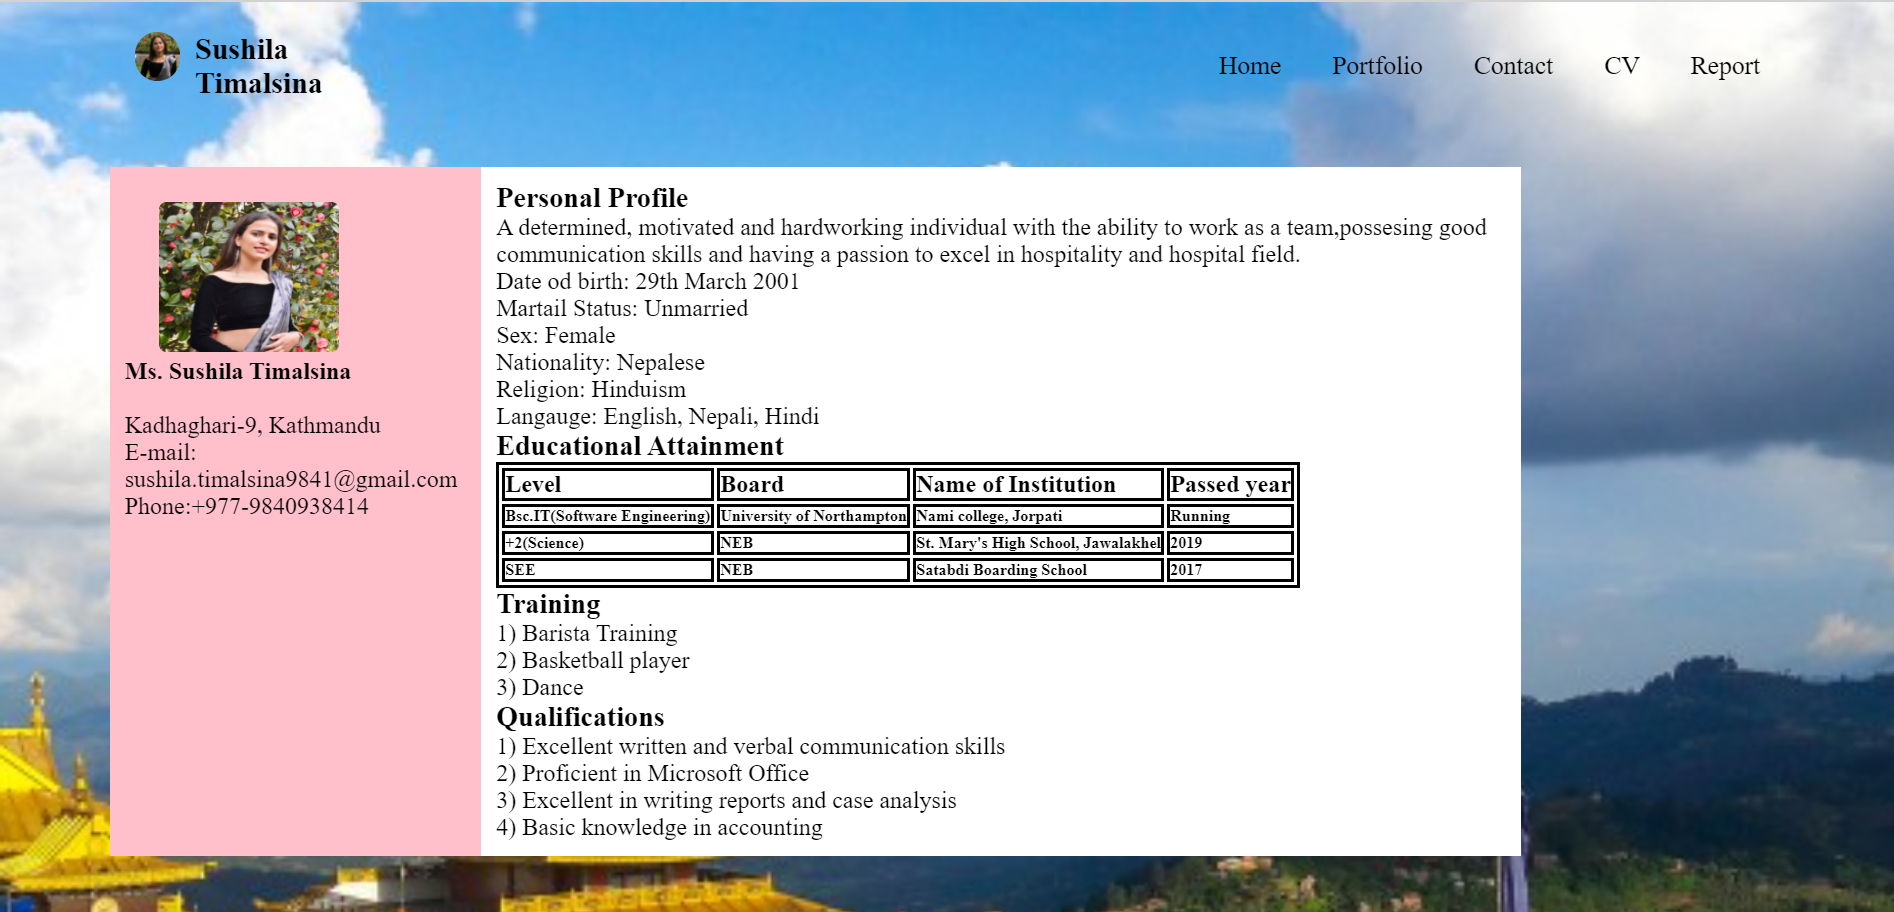 Sushila
Timalsina
Home Portfolio Contact CV Report
Ms. Sushila Timalsina
Kadhaghari-9, Kathmandu
E-mail:
sushila.timalsina9841@gmail.com
Phone:+977-9840938414
Personal Profile
A determined, motivated and hardworking individual with the ability to work as a team,possesing good
communication skills and having a passion to excel in hospitality and hospital field.
Date od birth: 29th March 2001
Martail Status: Unmarried
Sex: Female
Nationality: Nepalese
Religion: Hinduism
Langauge: English, Nepali, Hindi
Educational Attainment
Level Board Name of Institution Passed year
Bsc.IT(Software Engineering) University of Northampton Nami college, Jorpati Running
+2(Science) NEB St. Mary's High School, Jawalakhel 2019
SEE NEB Satabdi Boarding School 2017
Training
1) Barista Training
2) Basketball player
3) Dance
Qualifications
1) Excellent written and verbal communication skills
2) Proficient in Microsoft Office
3) Excellent in writing reports and case analysis
4) Basic knowledge in accounting